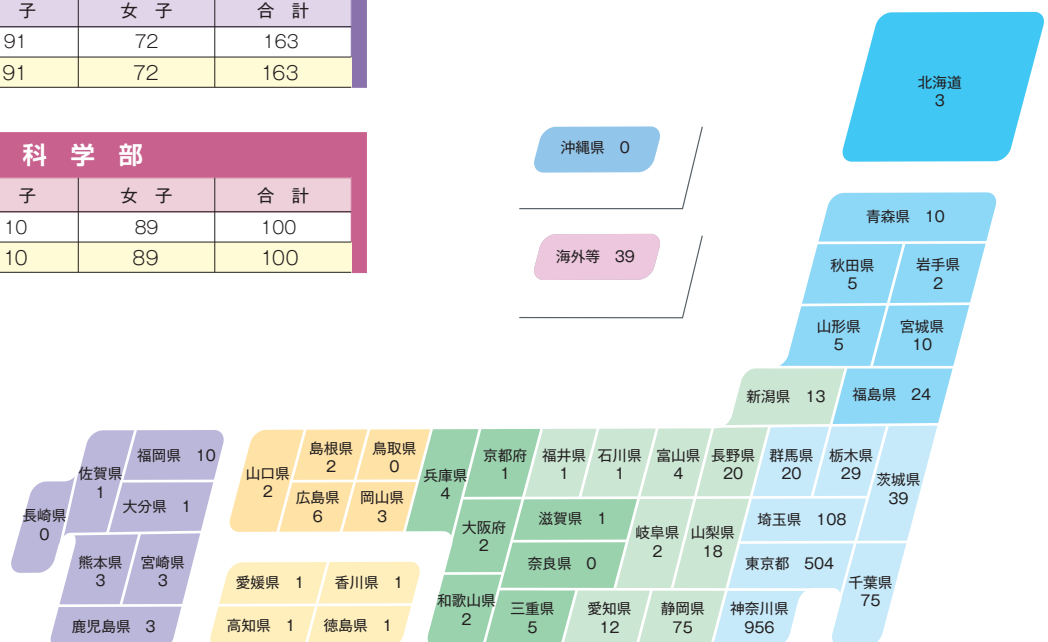 子 女 子 合 計
91 72 163
91 72 163
科 学 部
子 女 子 合 計
10 89 100
10 89 100
北海道
3
沖縄県 0
海外等 39
青森県 10
秋田県
5
岩手県
2
山形県
5
宮城県
10
新潟県 13
福島県 24
長崎県
0
佐賀県
1
福岡県 10
大分県 1
熊本県
3
宮崎県
3
鹿児島県 3
山口県
2
島根県
2
鳥取県
0
広島県
6
岡山県
3
愛媛県 1
香川県 1
高知県 1
徳島県 1
兵庫県
4
京都府
1
大阪府
2
和歌山県
2
滋賀県 1
奈良県 0
三重県
5
福井県
1
石川県
1
富山県
4
長野県
20
岐阜県
2
山梨県
18
愛知県
12
静岡県
75
群馬県
20
栃木県
29
茨城県
39
埼玉県 108
東京都 504
神奈川県
956
千葉県
75